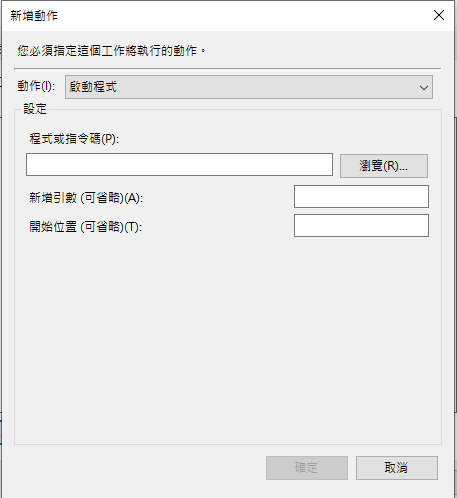 新增動作
您必須指定這個工作將執行的動作。
動作(I):
啟動程式
設定
程式或指令碼(P):
瀏覽(R)...
新增引數 (可省略)(A):
開始位置 (可省略)(T):
確定
取消